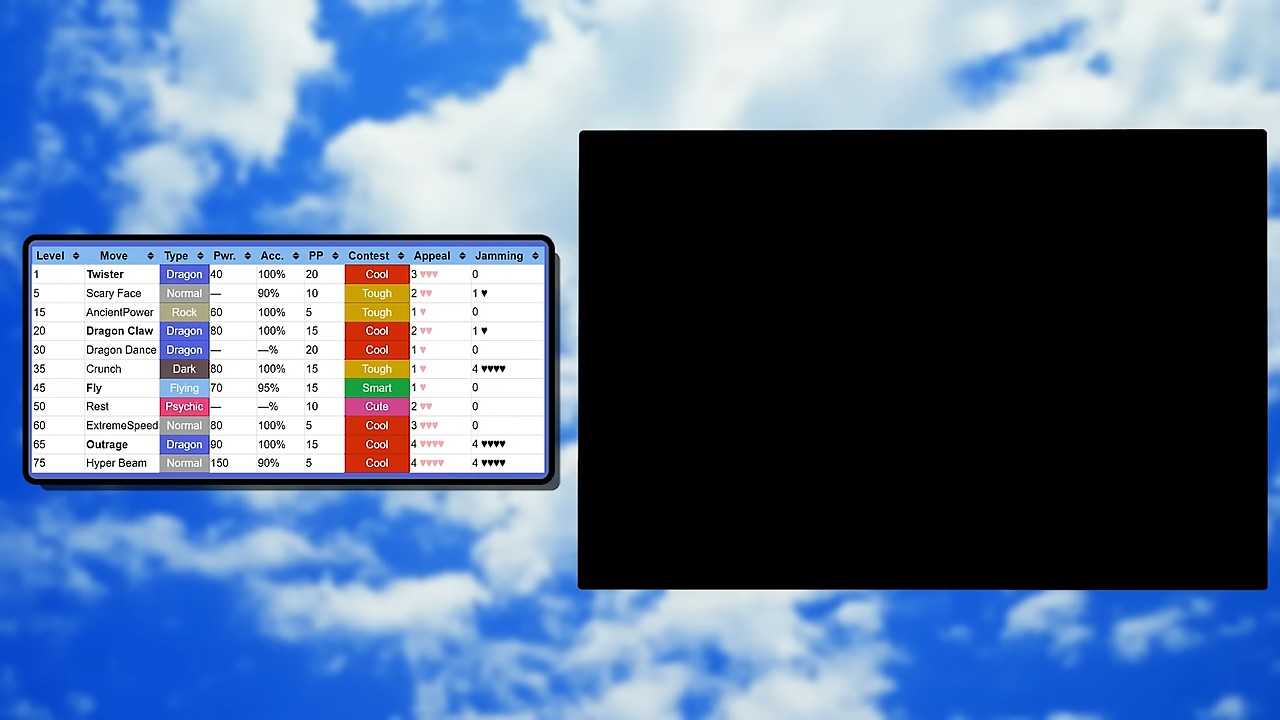 Level Move Type Pwr. Acc. PP Contest Appeal Jamming
1 Twister Dragon 40 100% 20 Cool 3 ♥♥♥ 0
5 Scary Face Normal — 90% 10 Tough 2 ♥♥ 1 ♥
15 AncientPower Rock 60 100% 5 Tough 1 ♥ 0
20 Dragon Claw Dragon 80 100% 15 Cool 2 ♥♥ 1 ♥
30 Dragon Dance Dragon — —% 20 Cool 1 ♥ 0
35 Crunch Dark 80 100% 15 Tough 1 ♥ 4 ♥♥♥♥
45 Fly Flying 70 95% 15 Smart 1 ♥ 0
50 Rest Psychic — —% 10 Cute 2 ♥♥ 0
60 ExtremeSpeed Normal 80 100% 5 Cool 3 ♥♥♥ 0
65 Outrage Dragon 90 100% 15 Cool 4 ♥♥♥♥ 4 ♥♥♥♥
75 Hyper Beam Normal 150 90% 5 Cool 4 ♥♥♥♥ 4 ♥♥♥♥